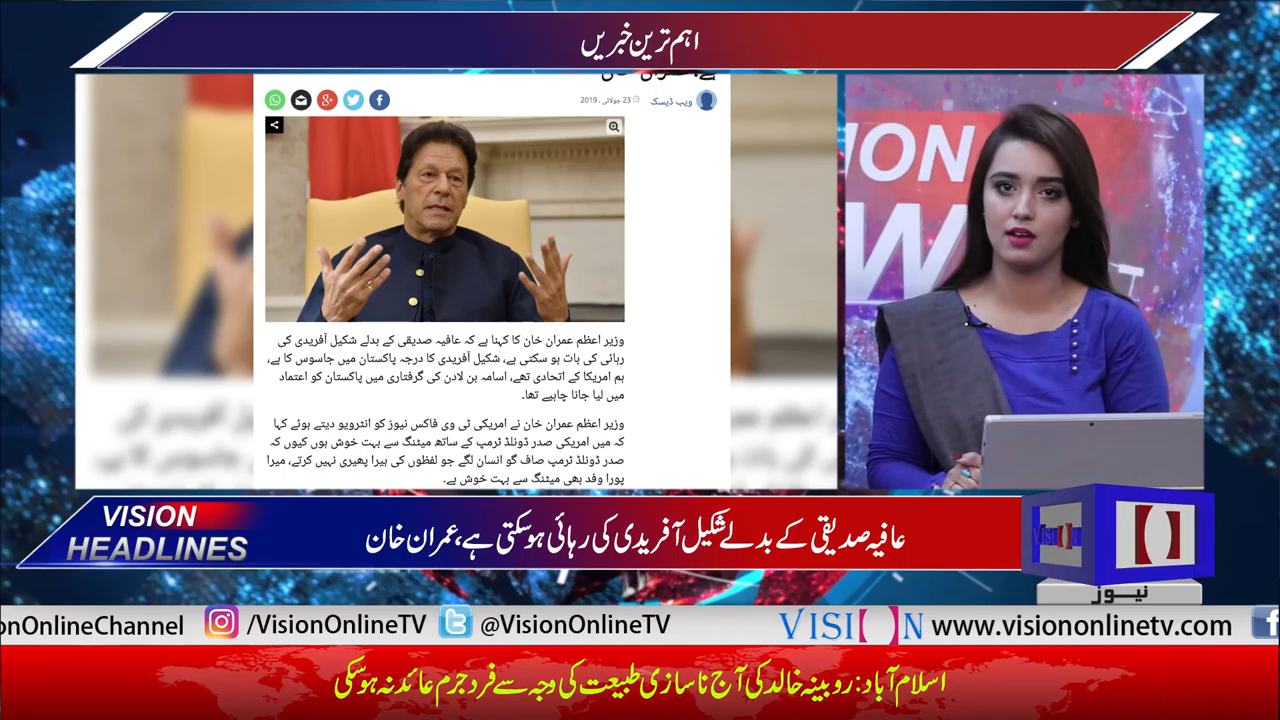 اہم ترین خبریں
ویب ڈیسک
23 جولائی ، 2019
وزیر اعظم عمران خان کا کہنا ہے کہ عافیہ صدیقی کے بدلے شکیل آفریدی کی
رہائی کی بات ہو سکتی ہے، شکیل آفریدی کا درجہ پاکستان میں جاسوس کا ہے،
ہم امریکا کے اتحادی تھے، اسامہ بن لادن کی گرفتاری میں پاکستان کو اعتماد
میں لیا جانا چاہیے تھا۔
وزیر اعظم عمران خان نے امریکی ٹی وی فاکس نیوز کو انٹرویو دیتے ہوئے کہا
کہ میں امریکی صدر ڈونلڈ ٹرمپ کے ساتھ میٹنگ سے بہت خوش ہوں کیوں کہ
صدر ڈونلڈ ٹرمپ صاف گو انسان لگے جو لفظوں کی ہیرا پھیری نہیں کرتے، میرا
پورا وفد بھی میٹنگ سے بہت خوش ہے۔
ION
W
VISION
HEADLINES
عافیہ صدیقی کے بدلے شکیل آفریدی کی رہائی ہوسکتی ہے، عمران خان
نیوز
onOnlineChannel /VisionOnlineTV @VisionOnlineTV VISION www.visiononlinetv.com
اسلام آباد: روبینہ خالد کی آج ناسازی طبیعت کی وجہ سے فرد جرم عائد نہ ہوسکی